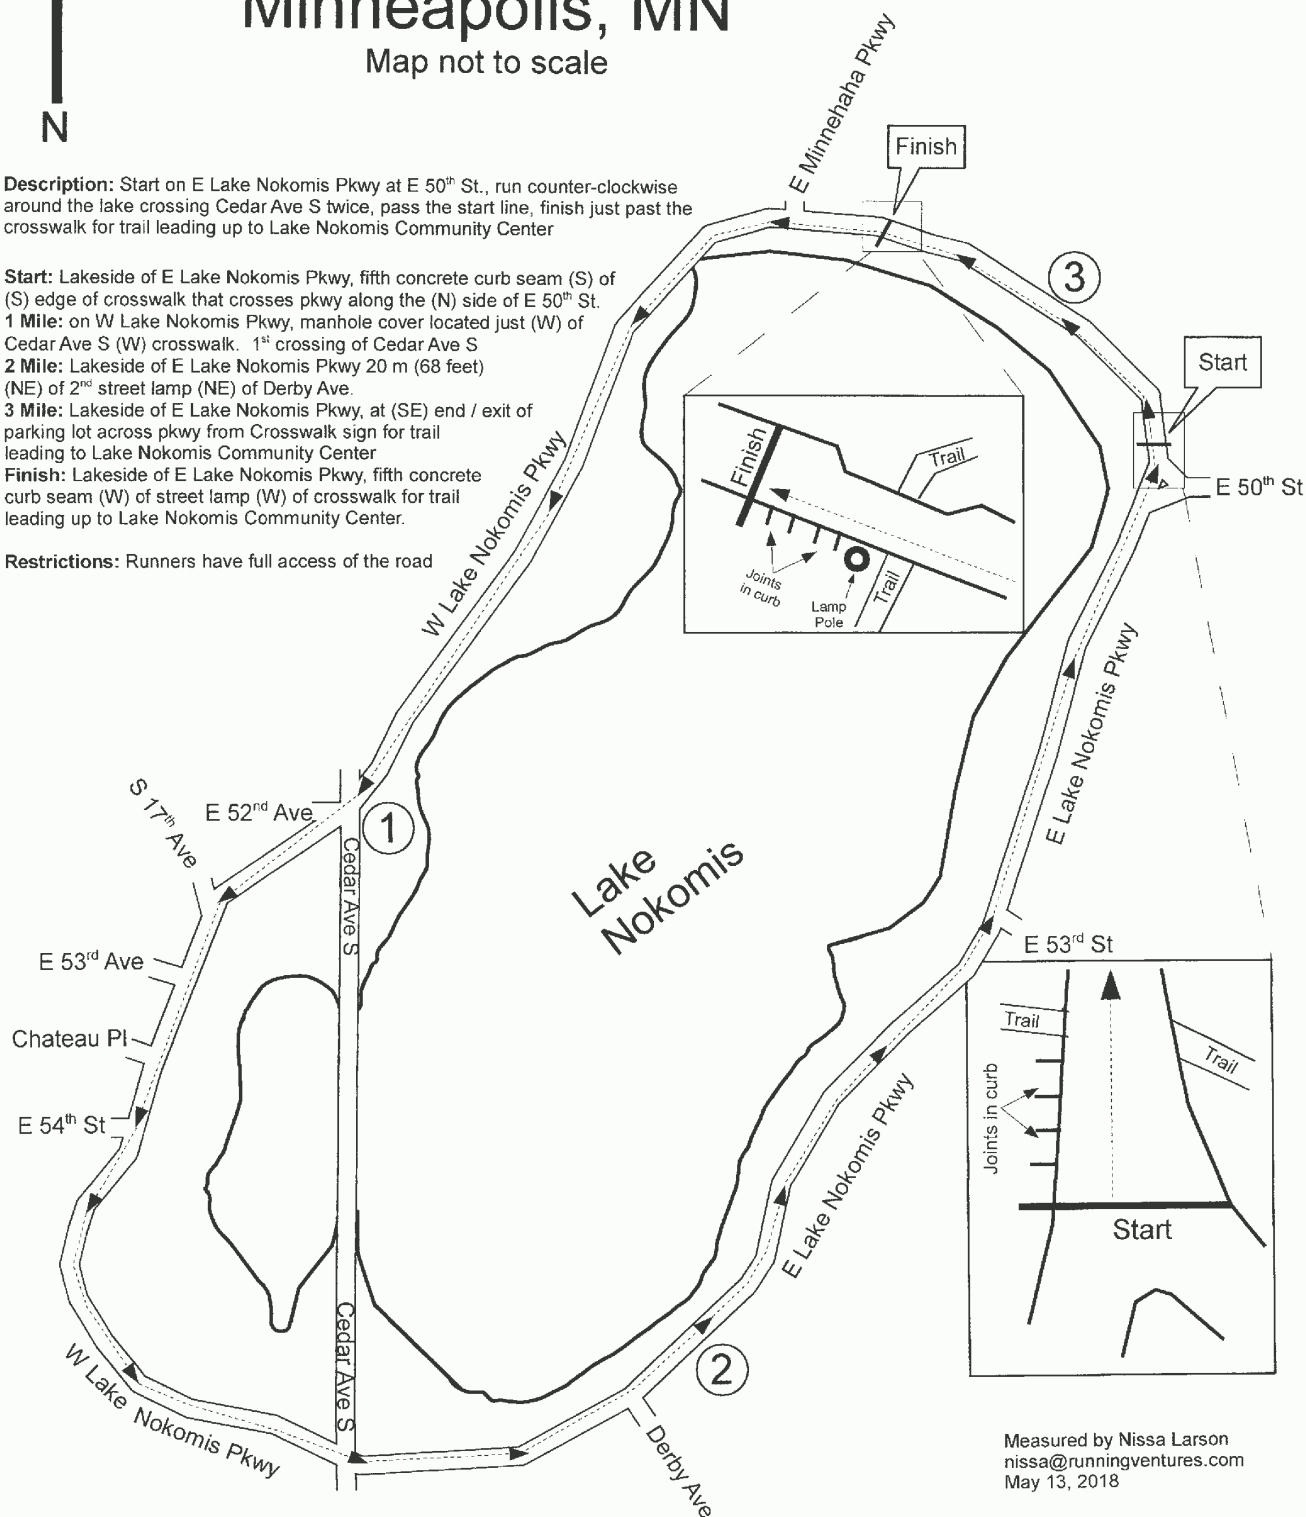 Minneapolis, MN
Map not to scale
N
Description: Start on E Lake Nokomis Pkwy at E 50th St., run counter-clockwise
around the lake crossing Cedar Ave S twice, pass the start line, finish just past the
crosswalk for trail leading up to Lake Nokomis Community Center
Start: Lakeside of E Lake Nokomis Pkwy, fifth concrete curb seam (S) of
(S) edge of crosswalk that crosses pkwy along the (N) side of E 50th St.
1 Mile: on W Lake Nokomis Pkwy, manhole cover located just (W) of
Cedar Ave S (W) crosswalk. 1st crossing of Cedar Ave S
2 Mile: Lakeside of E Lake Nokomis Pkwy 20 m (68 feet)
(NE) of 2nd street lamp (NE) of Derby Ave.
3 Mile: Lakeside of E Lake Nokomis Pkwy, at (SE) end / exit of
parking lot across pkwy from Crosswalk sign for trail
leading to Lake Nokomis Community Center
Finish: Lakeside of E Lake Nokomis Pkwy, fifth concrete
curb seam (W) of street lamp (W) of crosswalk for trail
leading up to Lake Nokomis Community Center.
Restrictions: Runners have full access of the road
E Minnehaha Pkwy
Finish
3
Start
E 50th St
W Lake Nokomis Pkwy
Finish
Trail
Joints
in curb
Lamp
Pole
Trail
E Lake Nokomis Pkwy
S 17th Ave
E 52nd Ave
1
Cedar Ave S
Lake
Nokomis
E 53rd Ave
E 53rd St
Chateau Pl
E 54th St
Trail
Trail
Joints in curb
Start
E Lake Nokomis Pkwy
Cedar Ave S
2
W Lake Nokomis Pkwy
Derby Ave
Measured by Nissa Larson
nissa@runningventures.com
May 13, 2018